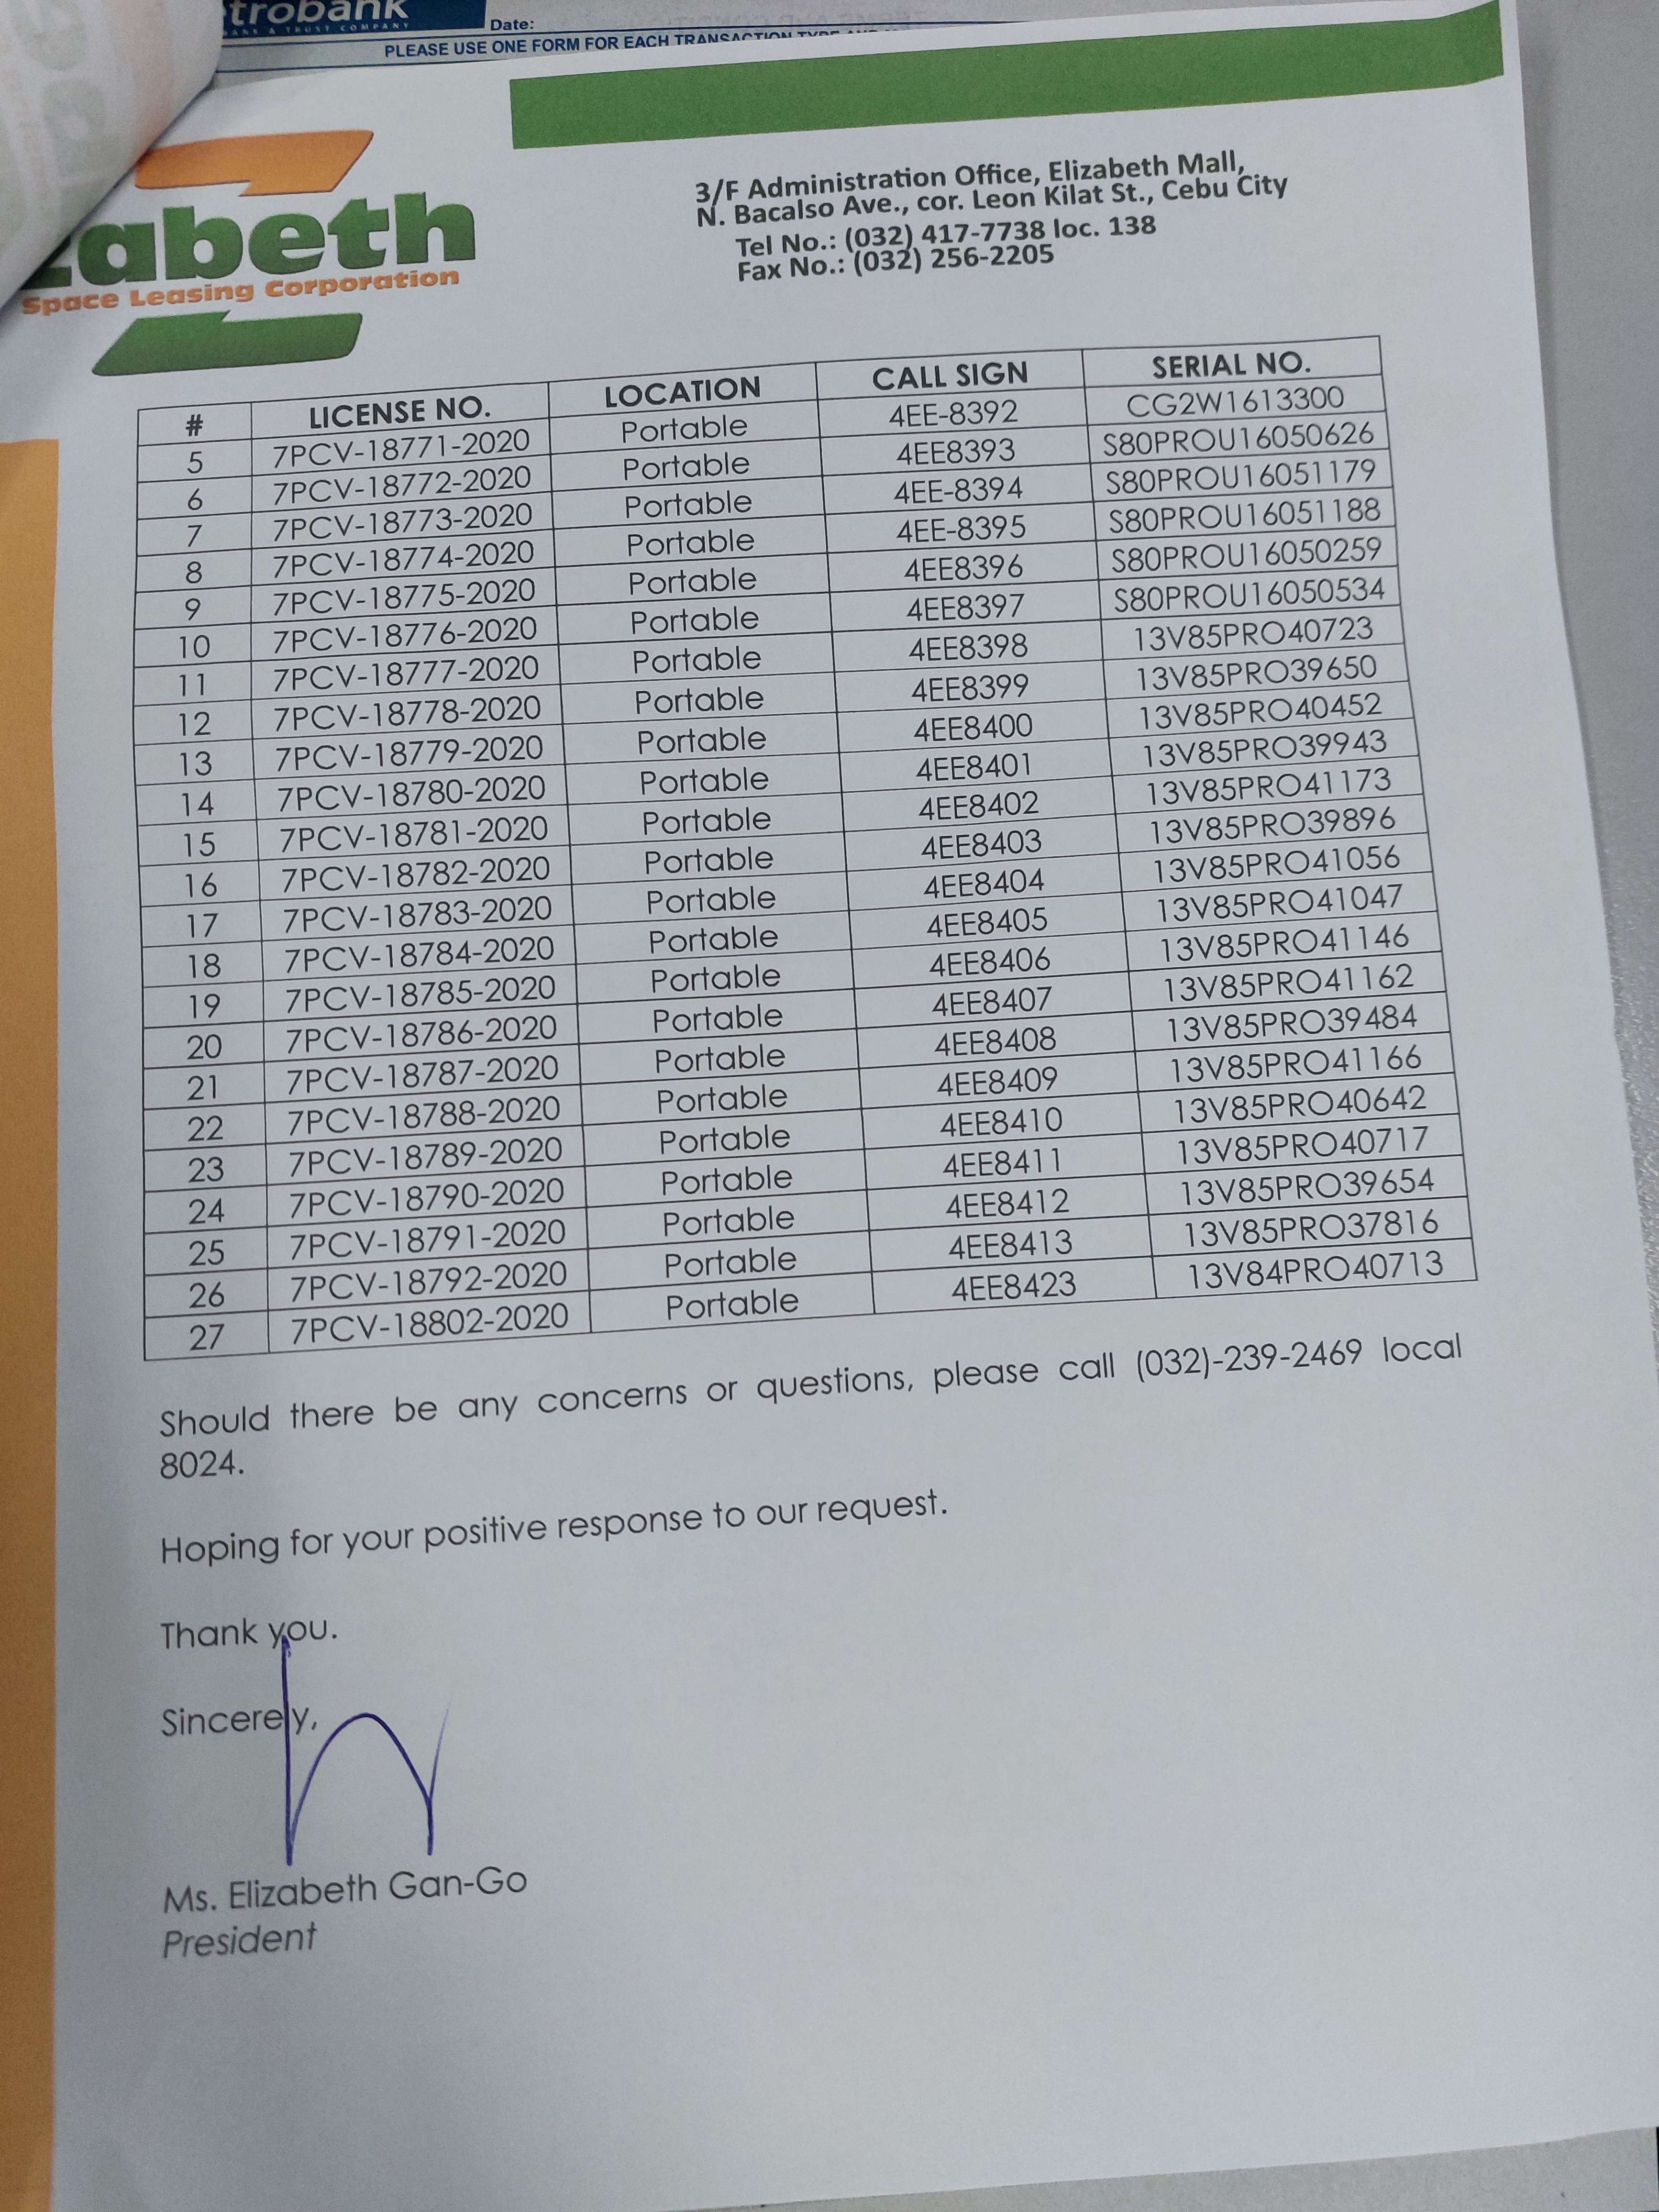 trobank
BANK & TRUST COMPANY
Date:
PLEASE USE ONE FORM FOR EACH TRANSACTION TYPE
zabeth
Space Leasing Corporation
3/F Administration Office, Elizabeth Mall,
N. Bacalso Ave., cor. Leon Kilat St., Cebu City
Tel No.: (032) 417-7738 loc. 138
Fax No.: (032) 256-2205
# LICENSE NO. LOCATION CALL SIGN SERIAL NO.
5 7PCV-18771-2020 Portable 4EE-8392 CG2W1613300
6 7PCV-18772-2020 Portable 4EE8393 S80PROU16050626
7 7PCV-18773-2020 Portable 4EE-8394 S80PROU16051179
8 7PCV-18774-2020 Portable 4EE-8395 S80PROU16051188
9 7PCV-18775-2020 Portable 4EE8396 S80PROU16050259
10 7PCV-18776-2020 Portable 4EE8397 S80PROU16050534
11 7PCV-18777-2020 Portable 4EE8398 13V85PRO40723
12 7PCV-18778-2020 Portable 4EE8399 13V85PRO39650
13 7PCV-18779-2020 Portable 4EE8400 13V85PRO40452
14 7PCV-18780-2020 Portable 4EE8401 13V85PRO39943
15 7PCV-18781-2020 Portable 4EE8402 13V85PRO41173
16 7PCV-18782-2020 Portable 4EE8403 13V85PRO39896
17 7PCV-18783-2020 Portable 4EE8404 13V85PRO41056
18 7PCV-18784-2020 Portable 4EE8405 13V85PRO41047
19 7PCV-18785-2020 Portable 4EE8406 13V85PRO41146
20 7PCV-18786-2020 Portable 4EE8407 13V85PRO41162
21 7PCV-18787-2020 Portable 4EE8408 13V85PRO39484
22 7PCV-18788-2020 Portable 4EE8409 13V85PRO41166
23 7PCV-18789-2020 Portable 4EE8410 13V85PRO40642
24 7PCV-18790-2020 Portable 4EE8411 13V85PRO40717
25 7PCV-18791-2020 Portable 4EE8412 13V85PRO39654
26 7PCV-18792-2020 Portable 4EE8413 13V85PRO37816
27 7PCV-18802-2020 Portable 4EE8423 13V84PRO40713
Should there be any concerns or questions, please call (032)-239-2469 local
8024.
Hoping for your positive response to our request.
Thank you.
Sincerely,
Ms. Elizabeth Gan-Go
President